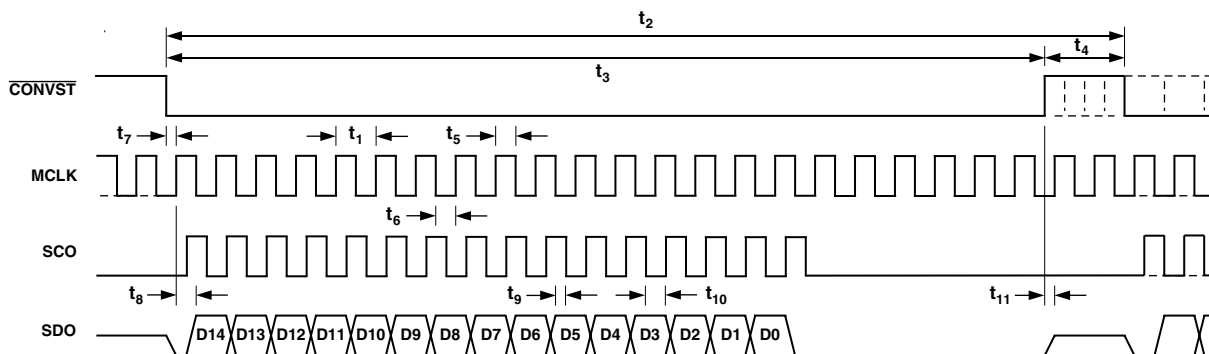 t2
t4
t3
CONVST
t7
t1
t5
MCLK
t6
SCO
t8
t9
t10
t11
SDO
D14 D13 D12 D11 D10 D9 D8 D7 D6 D5 D4 D3 D2 D1 D0